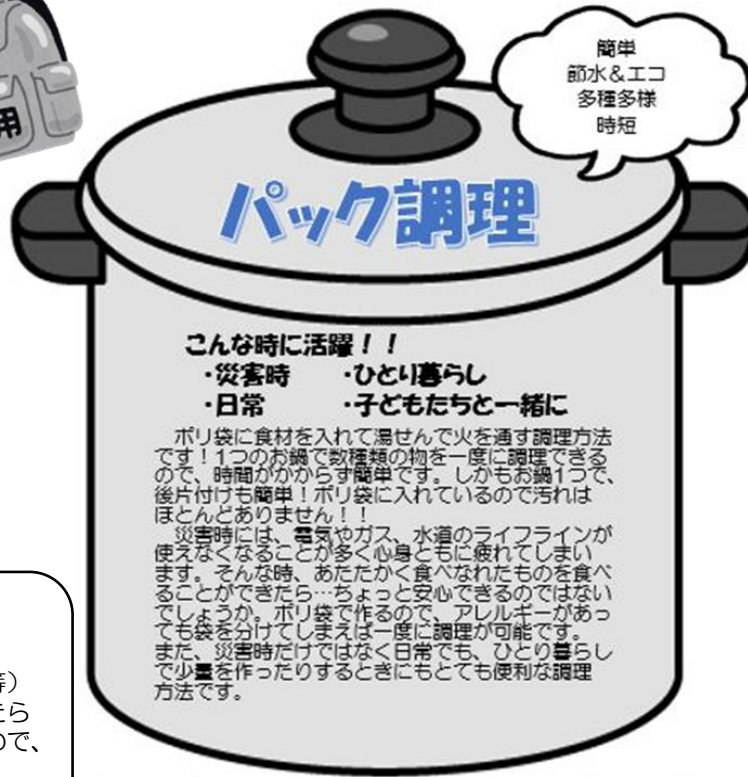 用
簡単
節水&エコ
多種多様
時短
パック調理
こんな時に活躍!!
・災害時 ・ひとり暮らし
・日常 ・子どもたちと一緒に
ポリ袋に食材を入れて湯せんで火を通す調理方法
です!1つのお鍋で数種類の物を一度に調理できる
ので、時間がかからず簡単です。しかもお鍋1つで、
後片付けも簡単!ポリ袋に入れているので汚れは
ほとんどありません!!
災害時には、電気やガス、水道のライフラインが
使えなくなることが多く心身ともに疲れてしまい
ます。そんな時、あたたかく食べなれたものを食べ
ることができたら…ちょっと安心できるのではない
でしょうか。ポリ袋で作るので、アレルギーがあっ
ても袋を分けてしまえば一度に調理が可能です。
また、災害時だけではなく日常でも、ひとり暮らし
で少量を作ったりするときにもとても便利な調理
方法です。
等)
たら
ので、